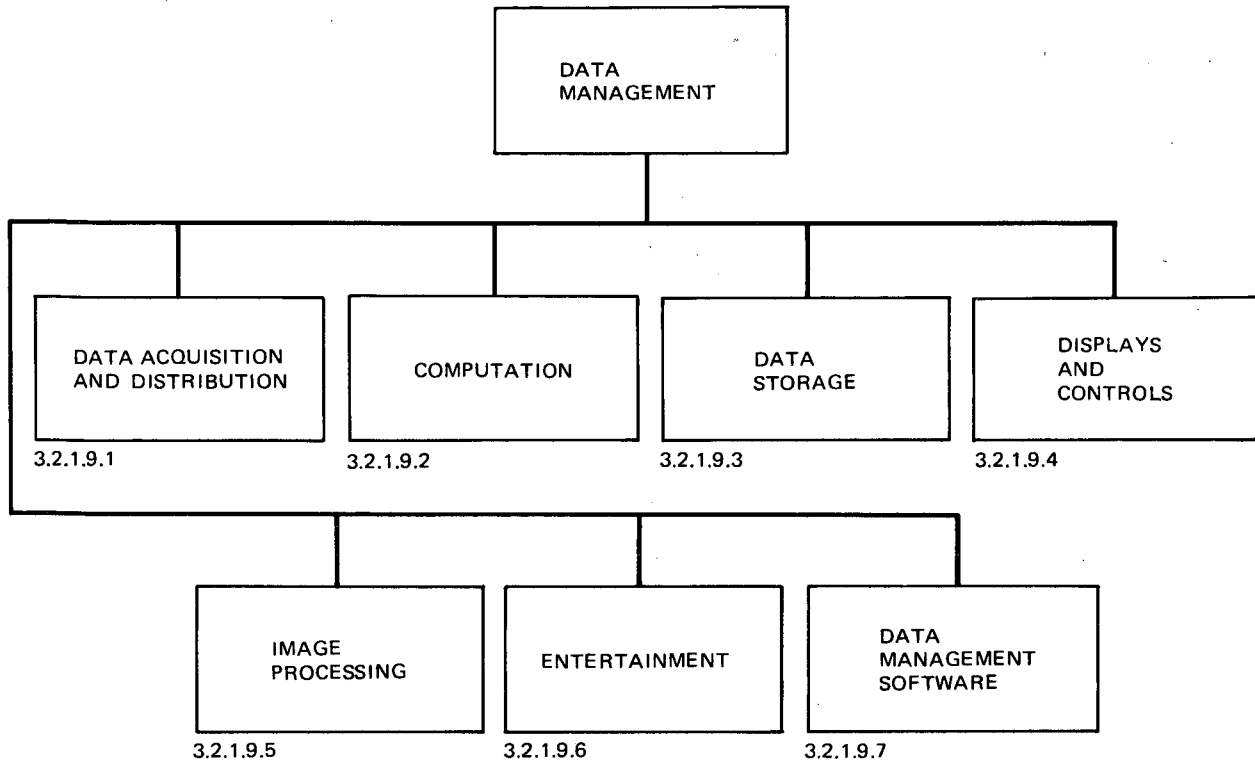 DATA
MANAGEMENT
DATA ACQUISITION
AND DISTRIBUTION
3.2.1.9.1
COMPUTATION
3.2.1.9.2
DATA
STORAGE
3.2.1.9.3
DISPLAYS
AND
CONTROLS
3.2.1.9.4
IMAGE
PROCESSING
3.2.1.9.5
ENTERTAINMENT
3.2.1.9.6
DATA
MANAGEMENT
SOFTWARE
3.2.1.9.7